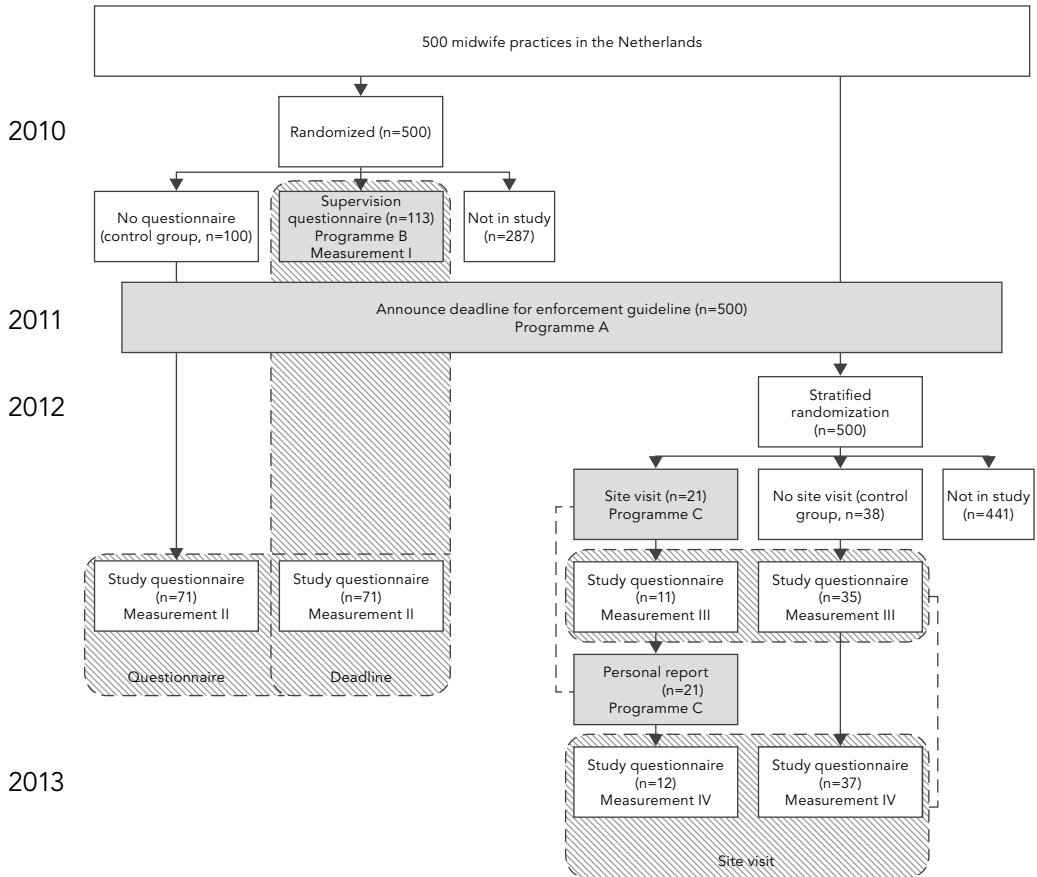 500 midwife practices in the Netherlands
2010
Randomized (n=500)
No questionnaire
(control group, n=100)
Supervision
questionnaire (n=113)
Programme B
Measurement I
Not in study
(n=287)
2011
Announce deadline for enforcement guideline (n=500)
Programme A
2012
Stratified
randomization
(n=500)
Site visit (n=21)
Programme C
No site visit (control
group, n=38)
Not in study
(n=441)
Study questionnaire
(n=71)
Measurement II
Study questionnaire
(n=71)
Measurement II
Study questionnaire
(n=11)
Measurement III
Study questionnaire
(n=35)
Measurement III
Questionnaire
Deadline
Personal report
(n=21)
Programme C
2013
Study questionnaire
(n=12)
Measurement IV
Study questionnaire
(n=37)
Measurement IV
Site visit